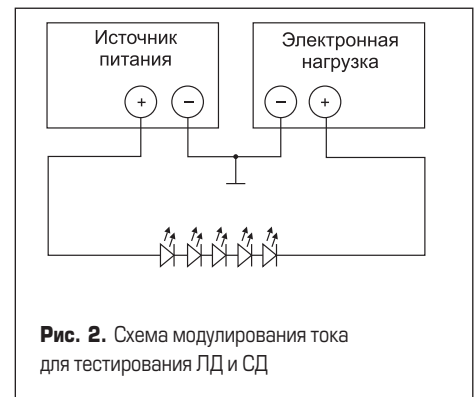 Источник
питания
Электронная
нагрузка
+ − − +
Рис. 2. Схема модулирования тока
для тестирования ЛД и СД